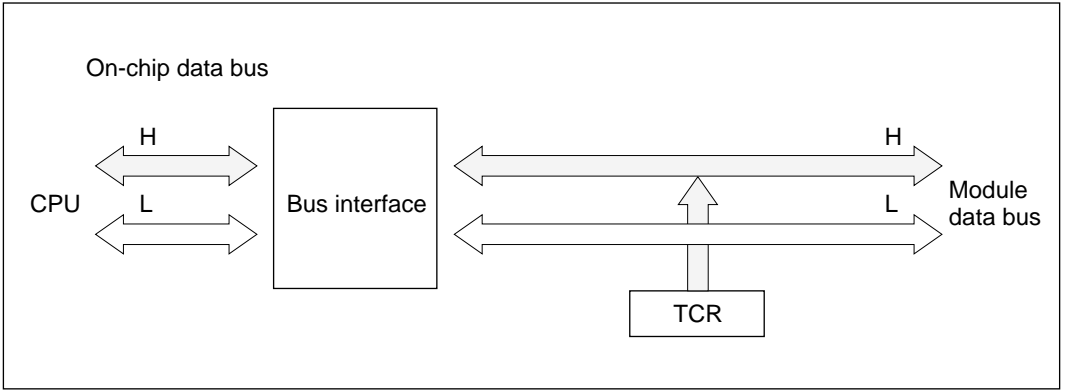 On-chip data bus
H
H
CPU
L
Bus interface
L
Module
data bus
TCR